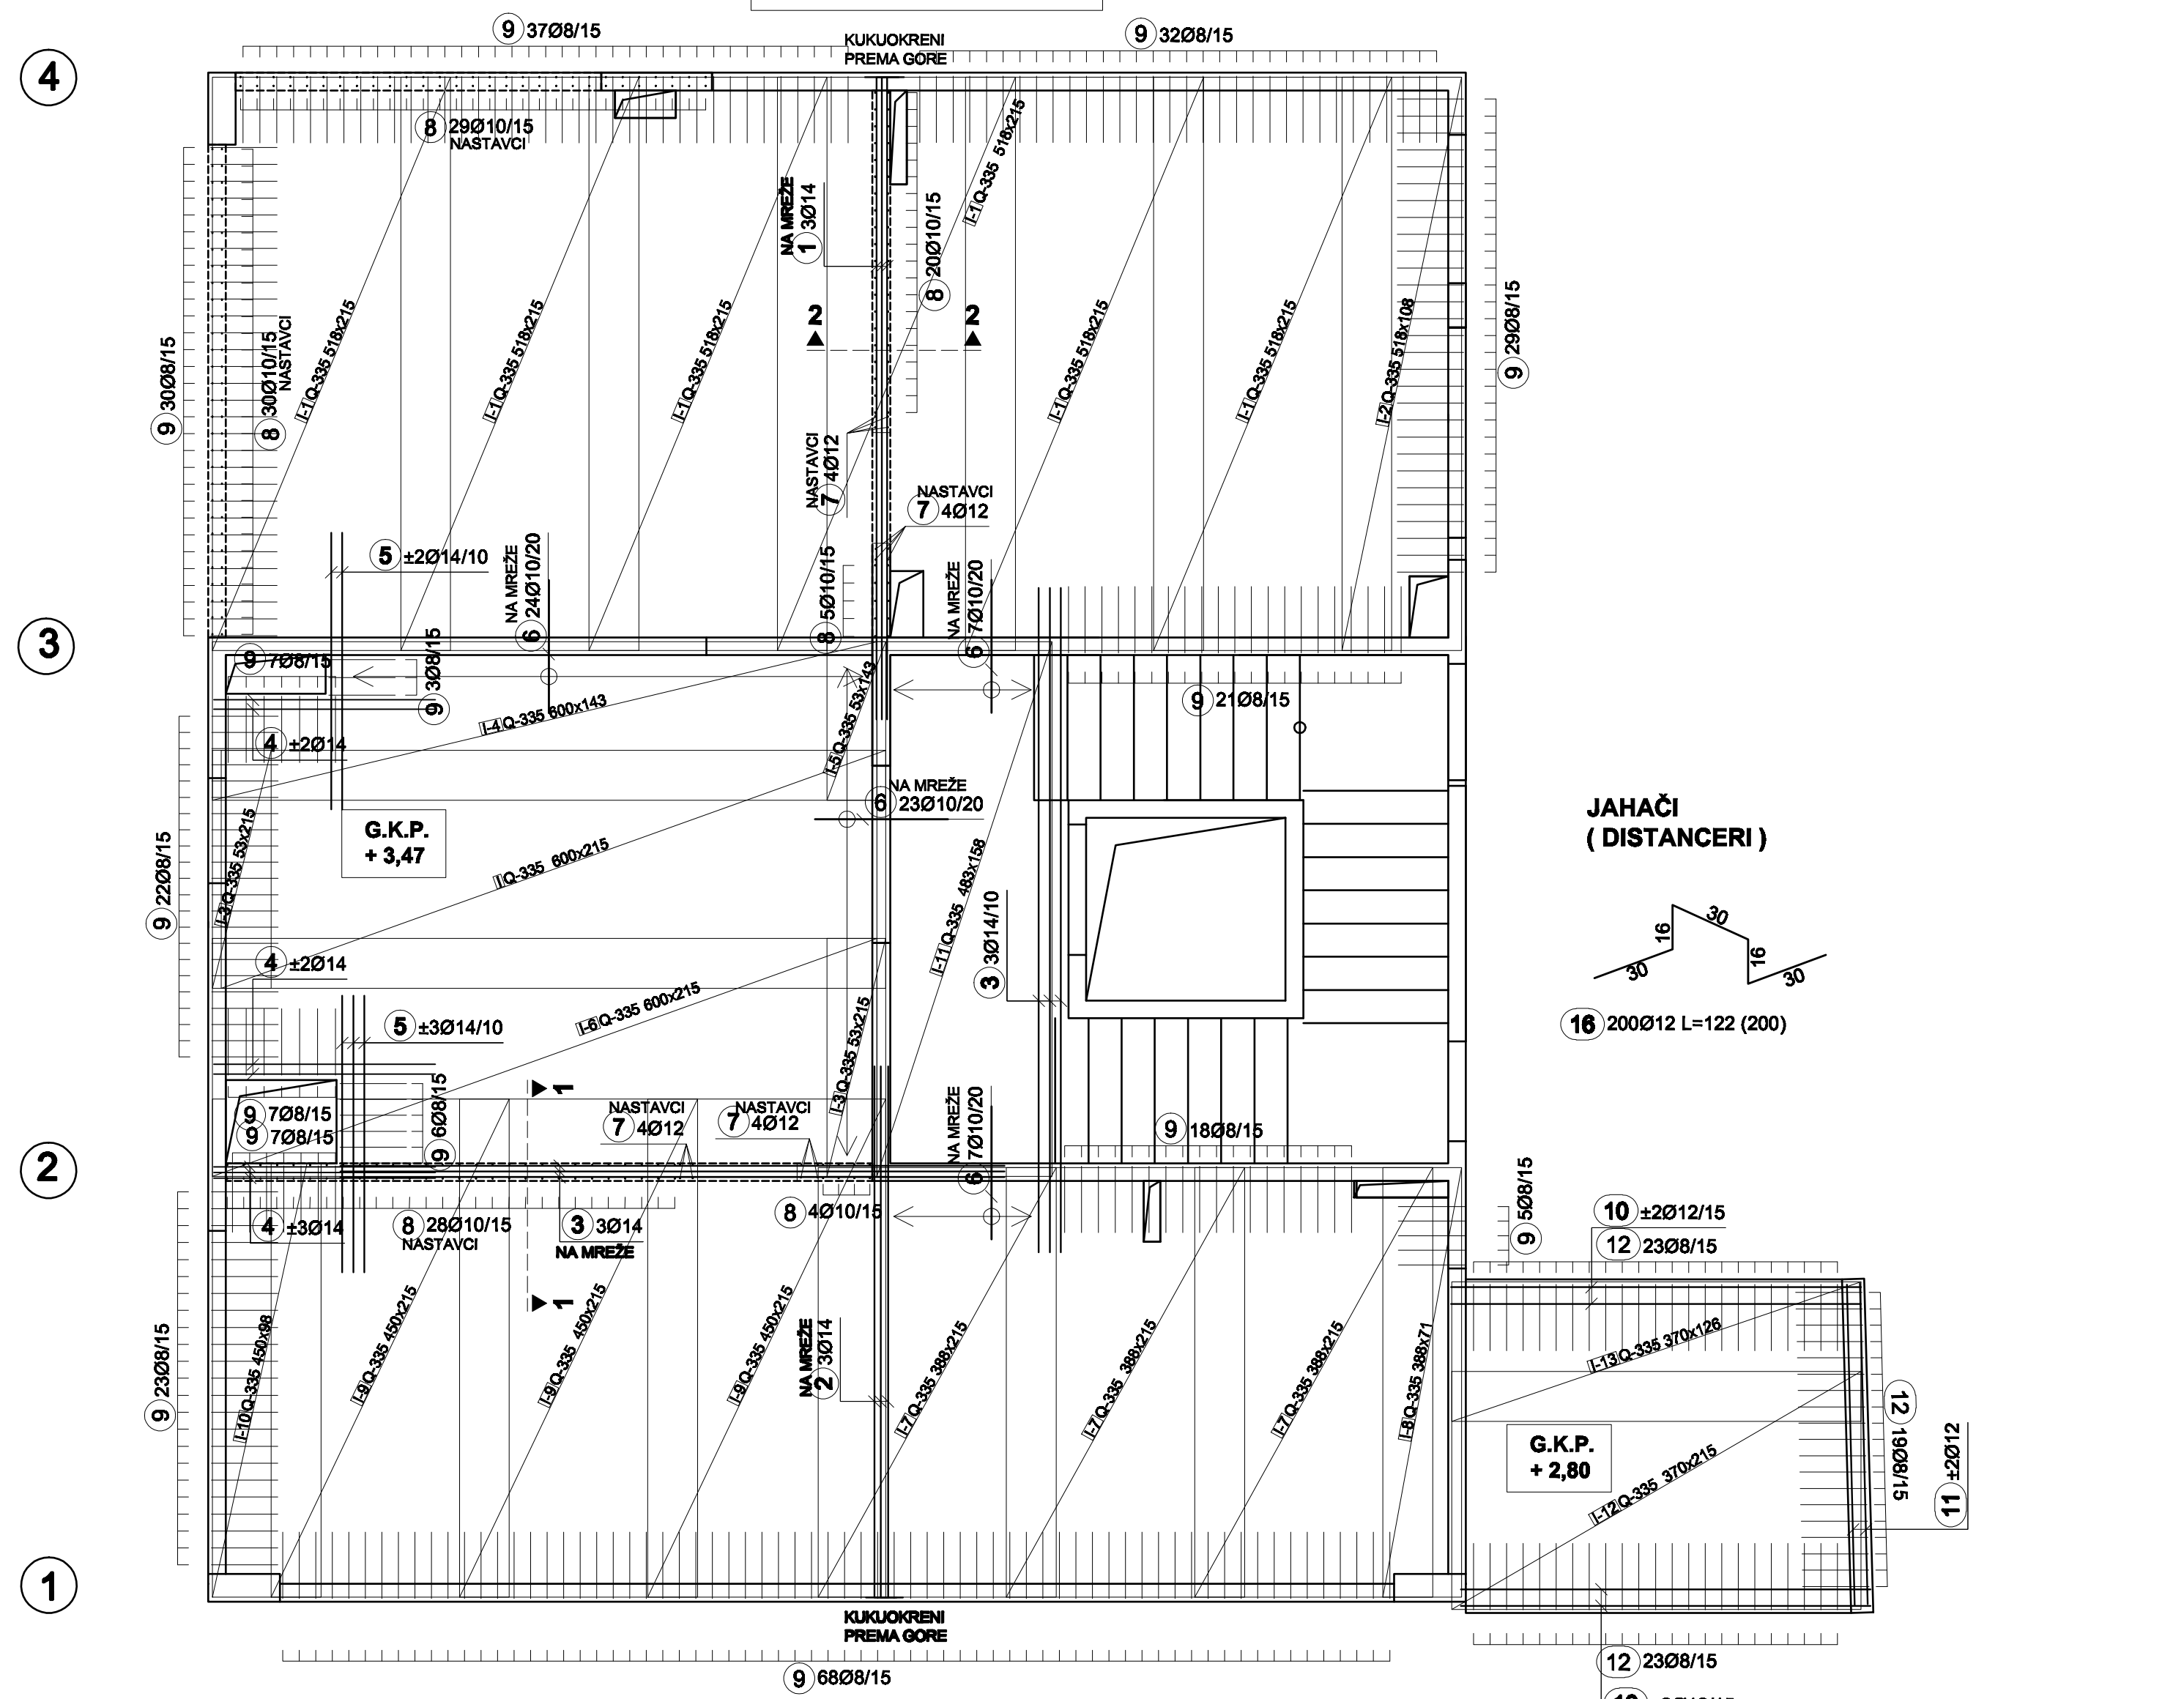 9 37Ø8/15
KUKUOKRENI
PREMA GORE
9 32Ø8/15
4
8 29Ø10/15
NASTAVCI
NA MREŽE
1 3Ø14
8 20Ø10/15
I-1 Q-335 518x215
9 30Ø8/15
8 30Ø10/15
NASTAVCI
I-1 Q-335 518x215
I-1 Q-335 518x215
I-1 Q-335 518x215
2 2
I-1 Q-335 518x215
I-1 Q-335 518x215
I-2 Q-335 518x108
9 29Ø8/15
NASTAVCI
7 4Ø12
NASTAVCI
7 4Ø12
5 ±2Ø14/10
NA MREŽE
6 24Ø10/20
8 5Ø10/15
NA MREŽE
6 7Ø10/20
3
9 7Ø8/15
9 3Ø8/15
I-4 Q-335 600x143
I-5 Q-335 53x143
9 21Ø8/15
4 ±2Ø14
NA MREŽE
6 23Ø10/20
G.K.P.
+ 3,47
I-3 Q-335 53x215
I Q-335 600x215
I-11 Q-335 483x158
9 22Ø8/15
3 3Ø14/10
JAHAČI
( DISTANCERI )
30
16
30
16
30
16 200Ø12 L=122 (200)
4 ±2Ø14
I-6 Q-335 600x215
I-3 Q-335 53x215
5 ±3Ø14/10
1
9 7Ø8/15
9 7Ø8/15
9 6Ø8/15
NASTAVCI
7 4Ø12
NASTAVCI
7 4Ø12
NA MREŽE
6 7Ø10/20
9 18Ø8/15
2
4 ±3Ø14
8 28Ø10/15
NASTAVCI
3 3Ø14
NA MREŽE
8 4Ø10/15
9 5Ø8/15
10 ±2Ø12/15
12 23Ø8/15
1
9 23Ø8/15
I-10 Q-335 450x98
I-9 Q-335 450x215
I-9 Q-335 450x215
I-9 Q-335 450x215
NA MREŽE
2 3Ø14
I-7 Q-335 388x215
I-7 Q-335 388x215
I-7 Q-335 388x215
I-8 Q-335 388x71
I-13 Q-335 370x126
G.K.P.
+ 2,80
I-12 Q-335 370x215
12 19Ø8/15
11 ±2Ø12
1
KUKUOKRENI
PREMA GORE
9 68Ø8/15
12 23Ø8/15